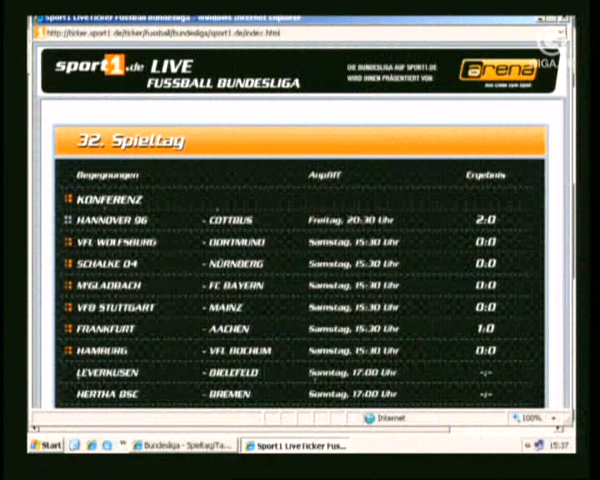 Sport1 LiveTicker Fussball Bundesliga - Windows Internet Explorer
http://ticker.sport1.de/ticker/fussball/bundesliga/sport1.de/index.html
sport1.de LIVE
FUSSBALL BUNDESLIGA
DIE BUNDESLIGA AUF SPORT1.DE
WIRD IHNEN PRÄSENTIERT VON
arena
GIGA
32. Spieltag
Begegnungen Anpfiff Ergebnis
KONFERENZ
HANNOVER 96 - COTTBUS Freitag, 20:30 Uhr 2:0
VFL WOLFSBURG - DORTMUND Samstag, 15:30 Uhr 0:0
SCHALKE 04 - NÜRNBERG Samstag, 15:30 Uhr 0:0
M'GLADBACH - FC BAYERN Samstag, 15:30 Uhr 0:0
VFB STUTTGART - MAINZ Samstag, 15:30 Uhr 0:0
FRANKFURT - AACHEN Samstag, 15:30 Uhr 1:0
HAMBURG - VFL BOCHUM Samstag, 15:30 Uhr 0:0
LEVERKUSEN - BIELEFELD Sonntag, 17:00 Uhr -:-
HERTHA BSC - BREMEN Sonntag, 17:00 Uhr -:-
Internet 100%
Start Bundesliga - Spieltag/Ta... Sport1 LiveTicker Fus... 15:37